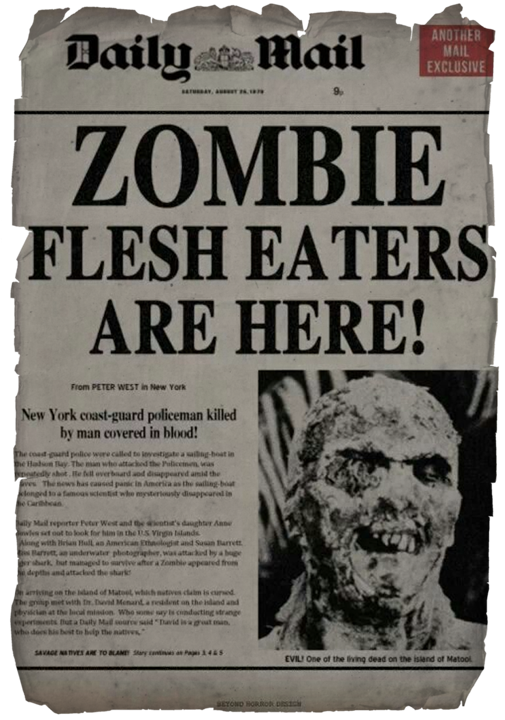 Daily Mail
ANOTHER
MAIL
EXCLUSIVE
SATURDAY, AUGUST 26, 1979
9p
ZOMBIE
FLESH EATERS
ARE HERE!
From PETER WEST in New York
New York coast-guard policeman killed
by man covered in blood!
The coast-guard police were called to investigate a sailing-boat in
the Hudson Bay. The man who attacked the Policemen, was
repeatedly shot . He fell overboard and disappeared amid the
The news has caused panic in America as the sailing-boat
belonged to a famous scientist who mysteriously disappeared in
the Caribbean.
Daily Mail reporter Peter West and the scientist's daughter Anne
Bowles set out to look for him in the U.S. Virgin Islands.
Along with Brian Hull, an American Ethnologist and Susan Barrett.
Miss Barrett, an underwater photographer, was attacked by a huge
tiger shark, but managed to survive after a Zombie appeared from
the depths and attacked the shark!
On arriving on the island of Matool, which natives claim is cursed.
The group met with Dr. David Menard, a resident on the island and
physician at the local mission. Who some say is conducting strange
experiments. But a Daily Mail source said " David is a great man,
who does his best to help the natives,"
SAVAGE NATIVES ARE TO BLAME! Story continues on Pages 3, 4 & 5
EVIL! One of the living dead on the island of Matool.
BEYOND HORROR DESIGN